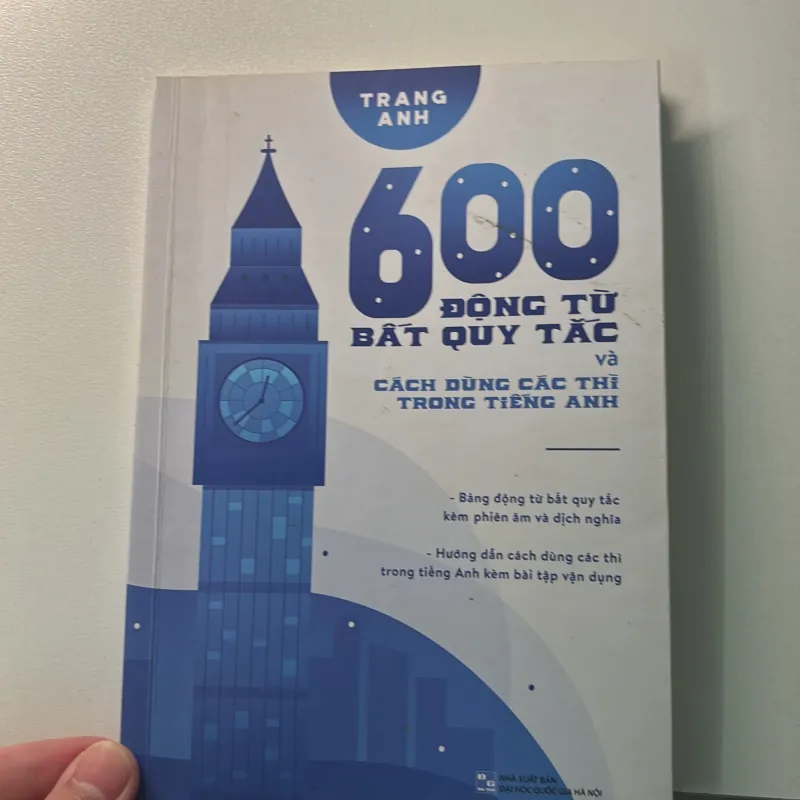 TRANG
ANH
600
ĐỘNG TỪ
BẤT QUY TẮC
và
CÁCH DÙNG CÁC THÌ
TRONG TIẾNG ANH
- Bảng động từ bất quy tắc
kèm phiên âm và dịch nghĩa
- Hướng dẫn cách dùng các thì
trong tiếng Anh kèm bài tập vận dụng
NHÀ XUẤT BẢN
ĐẠI HỌC QUỐC GIA HÀ NỘI